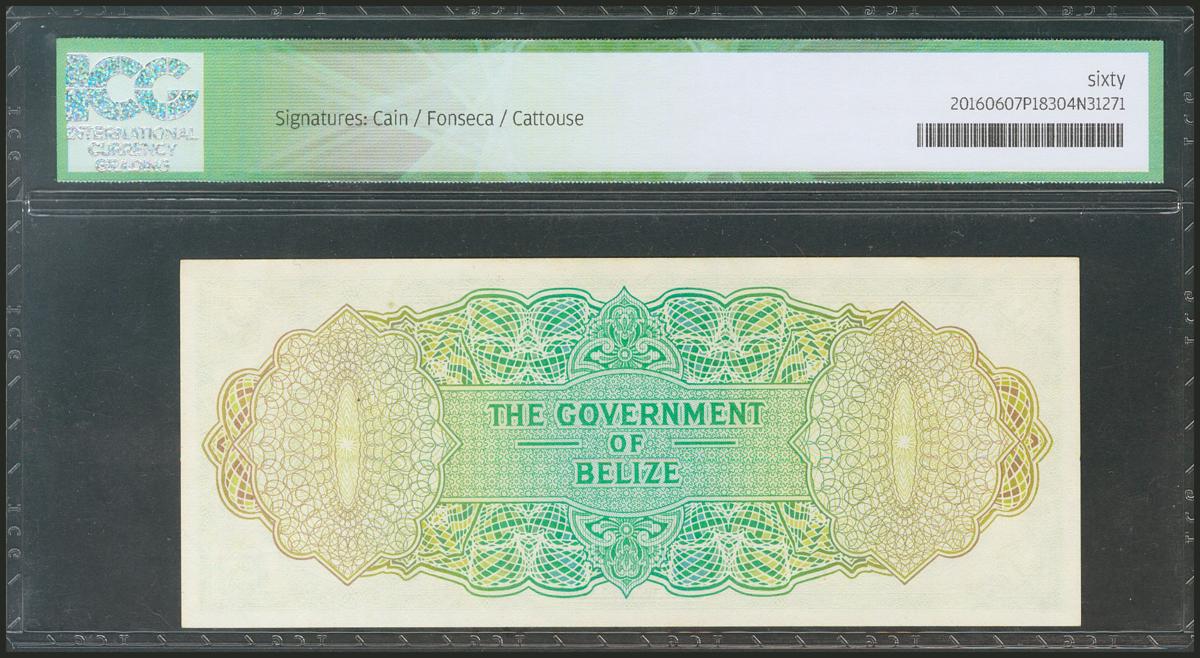 ICG
INTERNATIONAL
CURRENCY
GRADING
Signatures: Cain / Fonseca / Cattouse
sixty
20160607P18304N31271
THE GOVERNMENT
OF
BELIZE